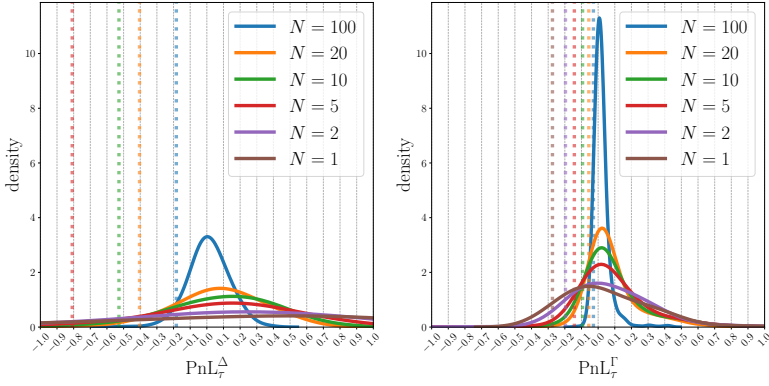 density
10
8
6
4
2
0
N = 100
N = 20
N = 10
N = 5
N = 2
N = 1
-1.0 -0.9 -0.8 -0.7 -0.6 -0.5 -0.4 -0.3 -0.2 -0.1 0.0 0.1 0.2 0.3 0.4 0.5 0.6 0.7 0.8 0.9 1.0
PnL_τ^Δ
density
10
8
6
4
2
0
N = 100
N = 20
N = 10
N = 5
N = 2
N = 1
-1.0 -0.9 -0.8 -0.7 -0.6 -0.5 -0.4 -0.3 -0.2 -0.1 0.0 0.1 0.2 0.3 0.4 0.5 0.6 0.7 0.8 0.9 1.0
PnL_τ^Γ